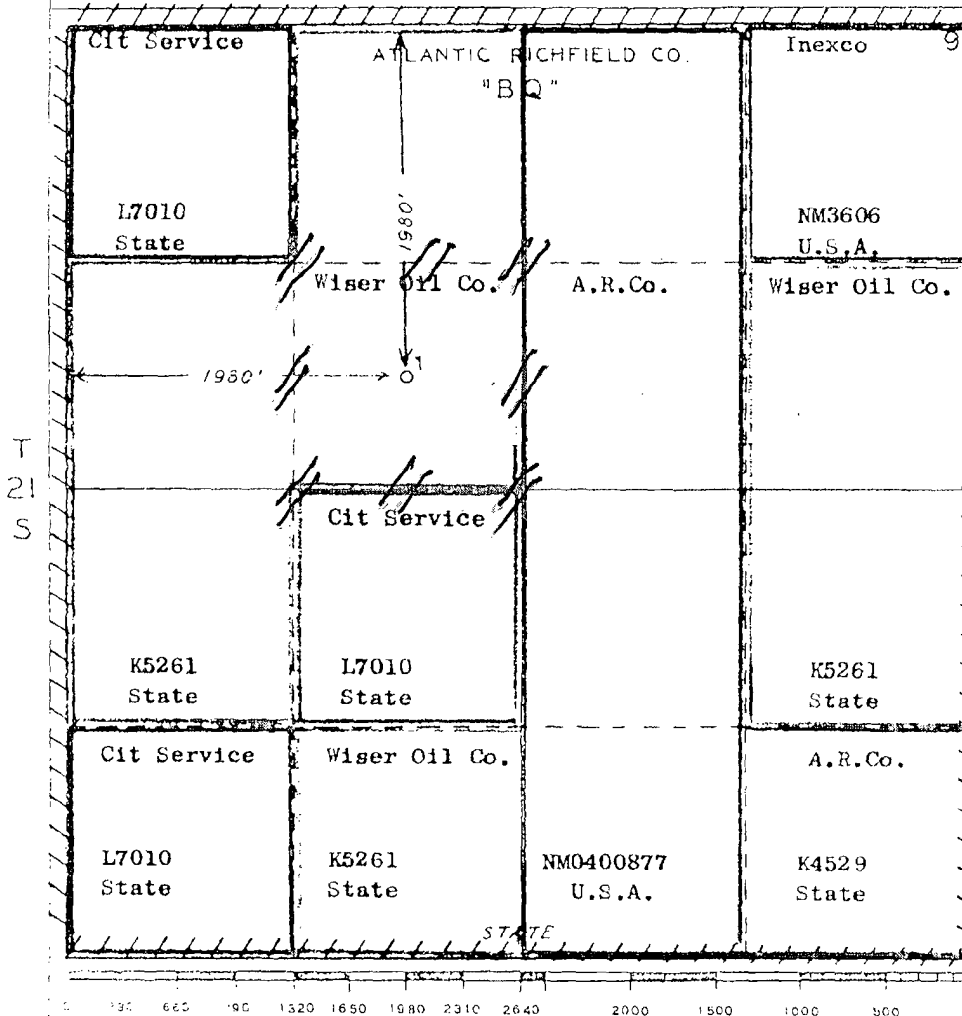 Cit Service
ATLANTIC RICHFIELD CO.
"BQ"
Inexco
9
1980'
L7010
State
NM3606
U.S.A.
Wiser Oil Co.
A.R.Co.
Wiser Oil Co.
1980'
1
T
21
S
Cit Service
K5261
State
L7010
State
K5261
State
Cit Service
Wiser Oil Co.
A.R.Co.
L7010
State
K5261
State
NM0400877
U.S.A.
K4529
State
STATE
660 1320 1650 1980 2310 2640 2000 1500 1000 500